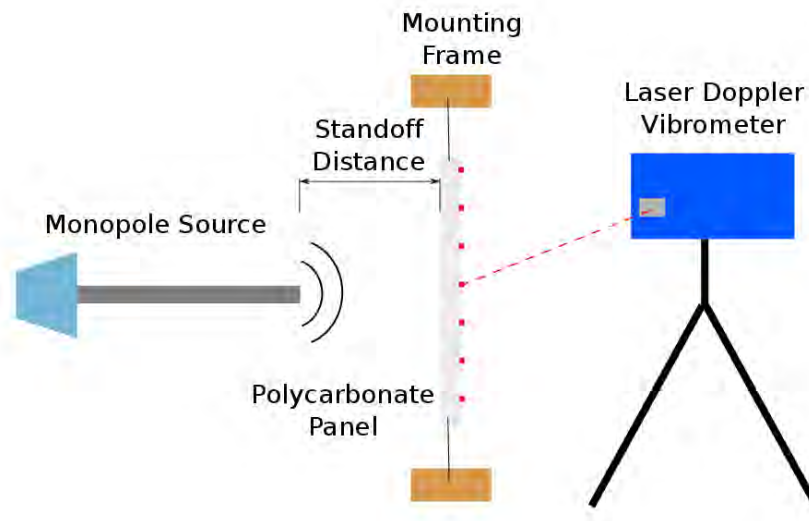 Mounting
Frame
Laser Doppler
Vibrometer
Standoff
Distance
Monopole Source
Polycarbonate
Panel